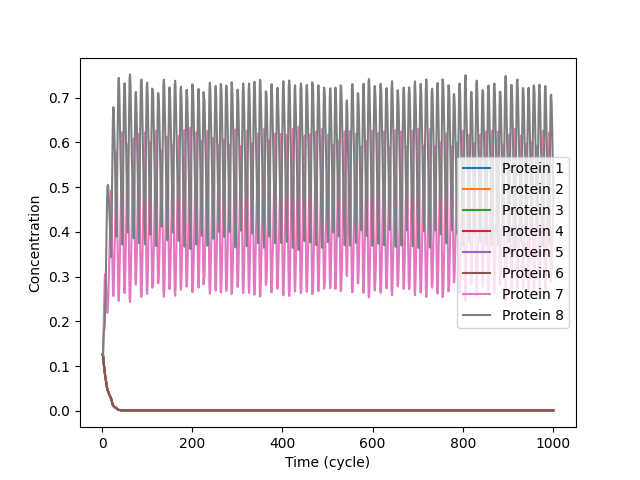 0.7
0.6
0.5
0.4
0.3
0.2
0.1
0.0
Concentration
Protein 1
Protein 2
Protein 3
Protein 4
Protein 5
Protein 6
Protein 7
Protein 8
0 200 400 600 800 1000
Time (cycle)